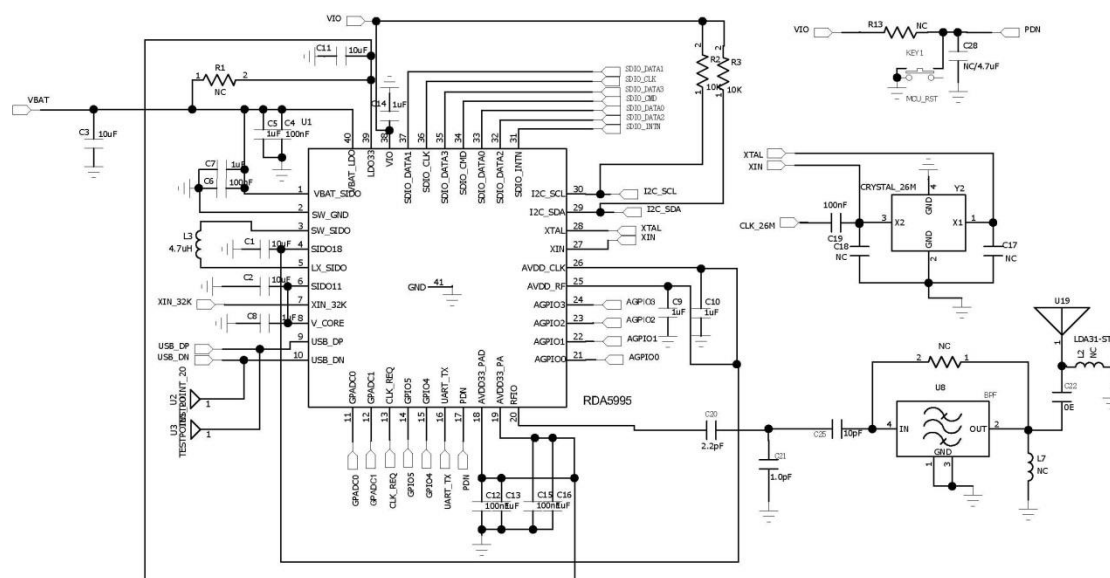 VIO
C11
10uF
R1
NC
VBAT
C3
10uF
C5
1uF
C4
100nF
U1
C14
1uF
C7
1uF
C6
100nF
R2
10K
R3
10K
SDIO_DATA1
SDIO_CLK
SDIO_DATA3
SDIO_CMD
SDIO_DATA0
SDIO_DATA2
SDIO_INTN
40 39 38 37 36 35 34 33 32 31
VBAT_LDO
LDO33
VIO
SDIO_DATA1
SDIO_CLK
SDIO_DATA3
SDIO_CMD
SDIO_DATA0
SDIO_DATA2
SDIO_INTN
1 VBAT_SIDO
2 SW_GND
3 SW_SIDO
4 SIDO18
5 LX_SIDO
6 SIDO11
7 XIN_32K
8 V_CORE
9 USB_DP
10 USB_DN
L3
4.7uH
C1
10uF
C2
10uF
C8
1uF
XIN_32K
USB_DP
USB_DN
U2
U3
1
1
GND 41
RDA5995
I2C_SCL 30 I2C_SCL
I2C_SDA 29 I2C_SDA
XTAL 28 XTAL
XIN 27 XIN
AVDD_CLK 26
AVDD_RF 25
AGPIO3 24 AGPIO3
AGPIO2 23 AGPIO2
AGPIO1 22 AGPIO1
AGPIO0 21 AGPIO0
C9
1uF
C10
1uF
GPADC0
GPADC1
CLK_REQ
GPIO5
GPIO4
UART_TX
PDN
AVDD33_PAD
AVDD33_PA
RFIO
11 12 13 14 15 16 17 18 19 20
GPADC0
GPADC1
CLK_REQ
GPIO5
GPIO4
UART_TX
PDN
C12
100nF
C13
1uF
C15
100nF
C16
1uF
VIO
R13
NC
PDN
KEY1
MCU_RST
C28
NC/4.7uF
XTAL
XIN
CRYSTAL_26M
Y2
4
GND
3 X2
X1 1
GND
2
CLK_26M
100nF
C19
C18
NC
C17
NC
U19
1
LDA31-ST
L2
NC
C22
0E
2 NC 1
U8
BPF
4 IN
OUT 2
GND
1 3
L7
NC
C20
2.2pF
C21
1.0pF
C25
10pF